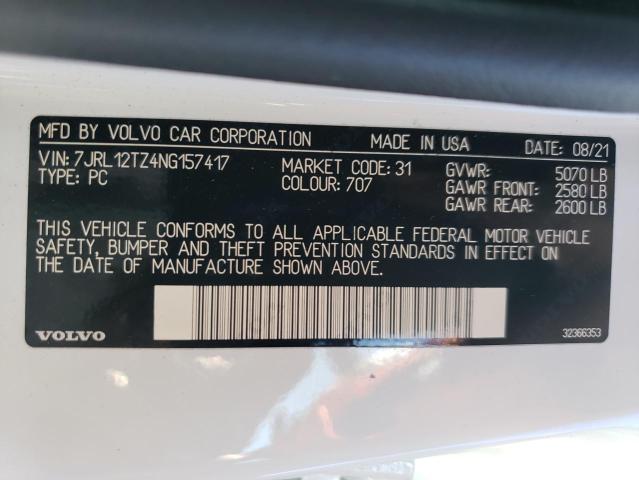 MFD BY VOLVO CAR CORPORATION MADE IN USA DATE: 08/21
VIN: 7JRL12TZ4NG157417 MARKET CODE: 31 GVWR: 5070 LB
TYPE: PC COLOUR: 707 GAWR FRONT: 2580 LB
GAWR REAR: 2600 LB
THIS VEHICLE CONFORMS TO ALL APPLICABLE FEDERAL MOTOR VEHICLE
SAFETY, BUMPER AND THEFT PREVENTION STANDARDS IN EFFECT ON
THE DATE OF MANUFACTURE SHOWN ABOVE.
VOLVO 32366353